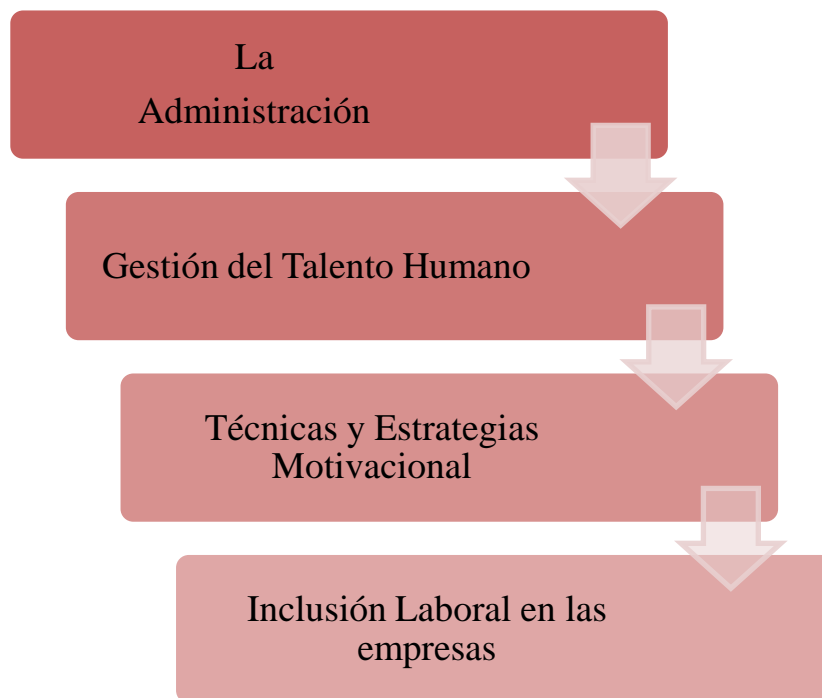 La
Administración
Gestión del Talento Humano
Técnicas y Estrategias
Motivacional
Inclusión Laboral en las
empresas